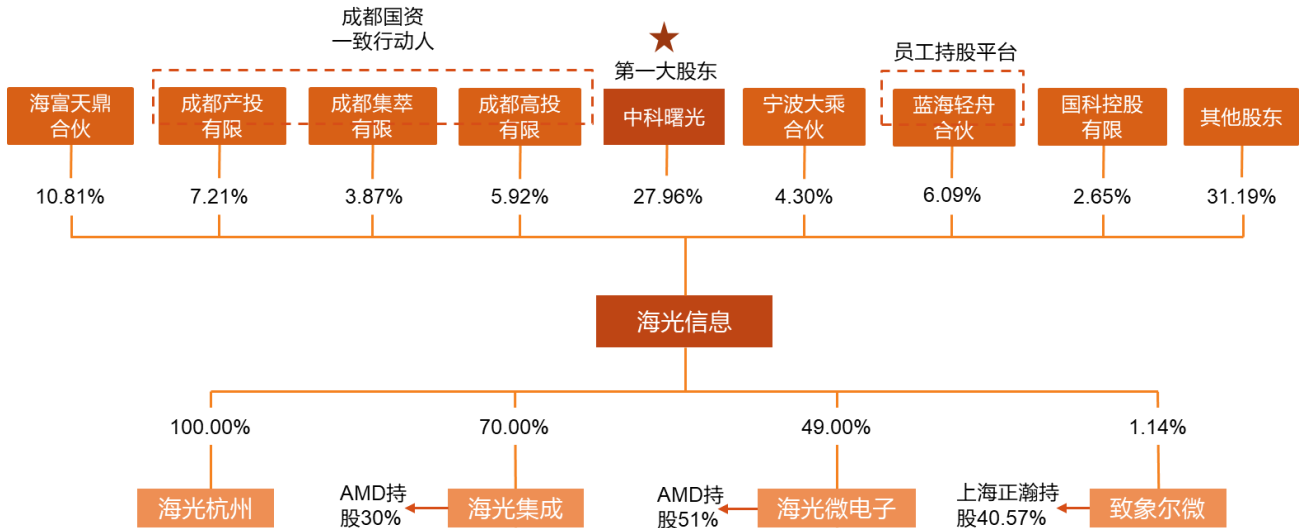 成都国资
一致行动人
第一大股东
员工持股平台
海富天鼎
合伙
成都产投
有限
成都集萃
有限
成都高投
有限
中科曙光
宁波大乘
合伙
蓝海轻舟
合伙
国科控股
有限
其他股东
10.81%
7.21%
3.87%
5.92%
27.96%
4.30%
6.09%
2.65%
31.19%
海光信息
100.00%
70.00%
49.00%
1.14%
海光杭州
AMD持
股30%
海光集成
AMD持
股51%
海光微电子
上海正瀚持
股40.57%
致象尔微